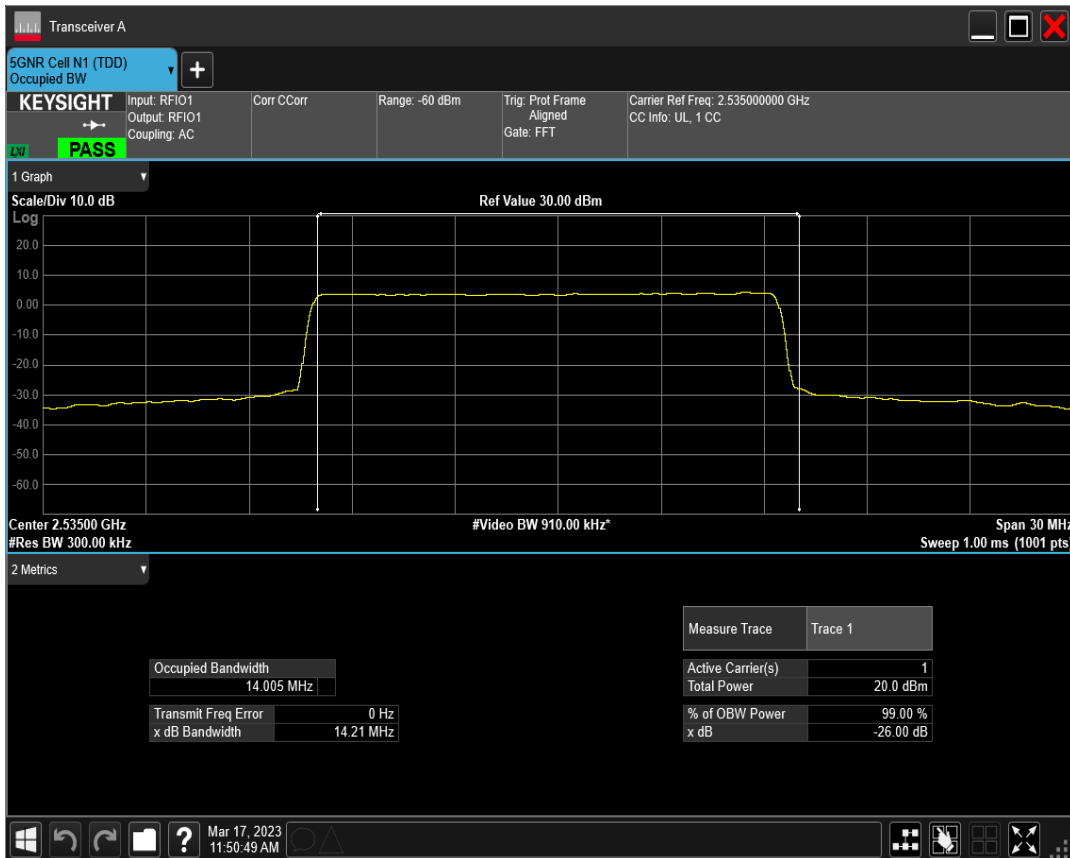 Transceiver A
5GNR Cell N1 (TDD)
Occupied BW
+
KEYSIGHT
LXI
PASS
Input: RFIO1
Output: RFIO1
Coupling: AC
Corr CCorr
Range: -60 dBm
Trig: Prot Frame
Aligned
Gate: FFT
Carrier Ref Freq: 2.535000000 GHz
CC Info: UL, 1 CC
1 Graph
Scale/Div 10.0 dB
Ref Value 30.00 dBm
Log
20.0
10.0
0.00
-10.0
-20.0
-30.0
-40.0
-50.0
-60.0
Center 2.53500 GHz
#Video BW 910.00 kHz*
Span 30 MHz
#Res BW 300.00 kHz
Sweep 1.00 ms (1001 pts)
2 Metrics
Measure Trace Trace 1
Occupied Bandwidth
14.005 MHz
Transmit Freq Error 0 Hz
x dB Bandwidth 14.21 MHz
Active Carrier(s) 1
Total Power 20.0 dBm
% of OBW Power 99.00 %
x dB -26.00 dB
?
Mar 17, 2023
11:50:49 AM